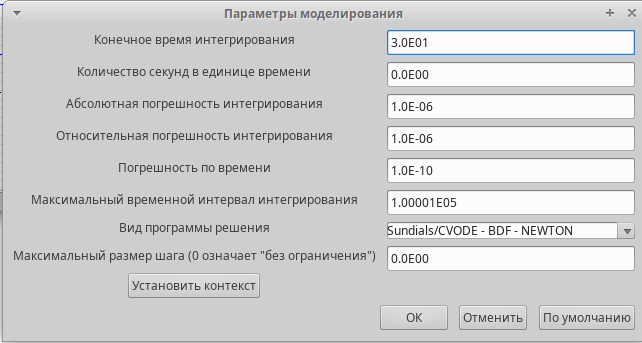 Параметры моделирования
Конечное время интегрирования 3.0E01
Количество секунд в единице времени 0.0E00
Абсолютная погрешность интегрирования 1.0E-06
Относительная погрешность интегрирования 1.0E-06
Погрешность по времени 1.0E-10
Максимальный временной интервал интегрирования 1.00001E05
Вид программы решения Sundials/CVODE - BDF - NEWTON
Максимальный размер шага (0 означает "без ограничения") 0.0E00
Установить контекст
ОК Отменить По умолчанию